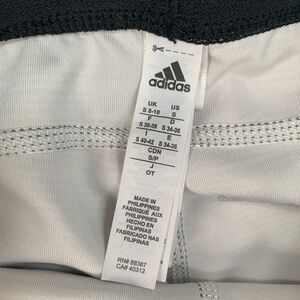 adidas
UK US
S 8-10 S
F D
S 36-38 S 34-36
I E
S 40-42 S 34-36
CDN
S/P
J
OT
MADE IN
PHILIPPINES
FABRIQUÉ AUX
PHILIPPINES
HECHO EN
FILIPINAS
FABRICADO NAS
FILIPINAS
RN# 88387
CA# 40312